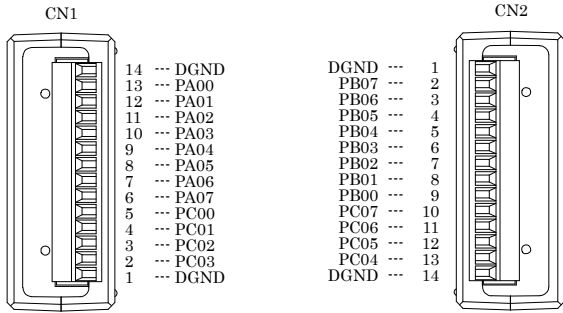 CN1
14 --- DGND
13 --- PA00
12 --- PA01
11 --- PA02
10 --- PA03
9 --- PA04
8 --- PA05
7 --- PA06
6 --- PA07
5 --- PC00
4 --- PC01
3 --- PC02
2 --- PC03
1 --- DGND
CN2
DGND --- 1
PB07 --- 2
PB06 --- 3
PB05 --- 4
PB04 --- 5
PB03 --- 6
PB02 --- 7
PB01 --- 8
PB00 --- 9
PC07 --- 10
PC06 --- 11
PC05 --- 12
PC04 --- 13
DGND --- 14